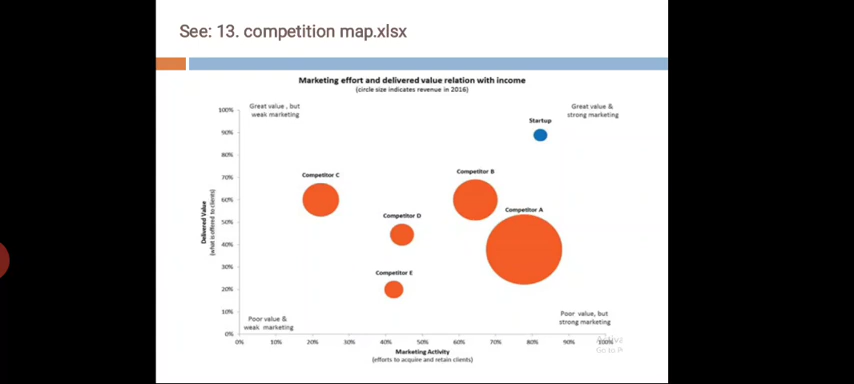 See: 13. competition map.xlsx
Marketing effort and delivered value relation with income
(circle size indicates revenue in 2016)
Great value , but
weak marketing
Great value &
strong marketing
Startup
Competitor C
Competitor B
Competitor A
Competitor D
Competitor E
Poor value &
weak marketing
Poor value, but
strong marketing
Delivered Value
(what is offered to clients)
100%
90%
80%
70%
60%
50%
40%
30%
20%
10%
0%
0% 10% 20% 30% 40% 50% 60% 70% 80% 90% 100%
Marketing Activity
(efforts to acquire and retain clients)
Go to